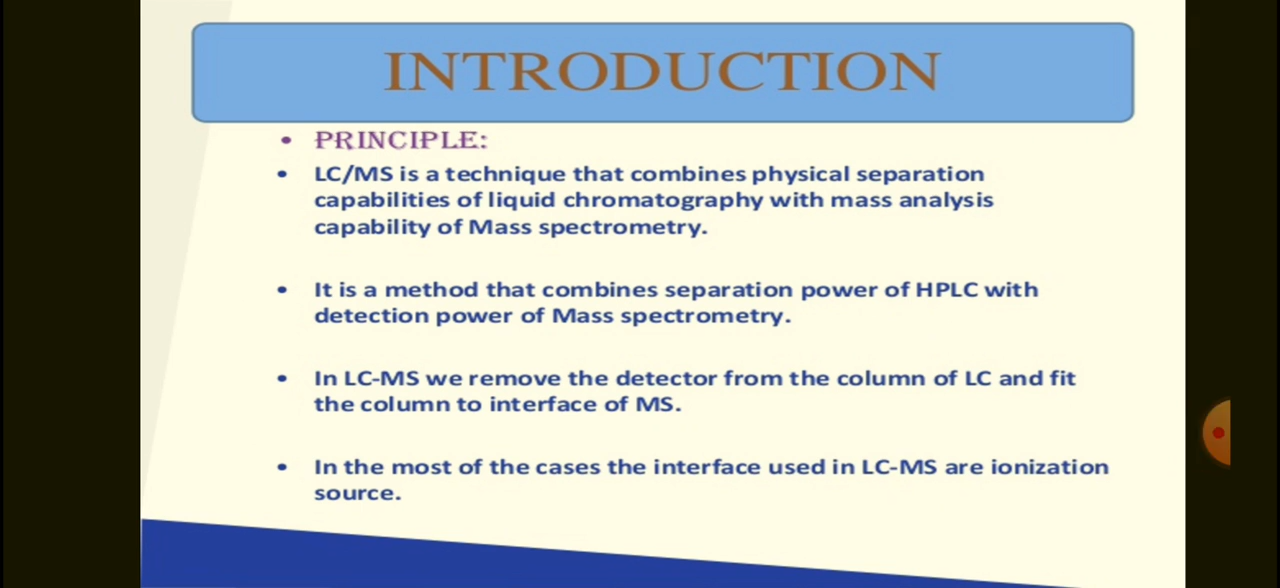 INTRODUCTION
• PRINCIPLE:
• LC/MS is a technique that combines physical separation
capabilities of liquid chromatography with mass analysis
capability of Mass spectrometry.
• It is a method that combines separation power of HPLC with
detection power of Mass spectrometry.
• In LC-MS we remove the detector from the column of LC and fit
the column to interface of MS.
• In the most of the cases the interface used in LC-MS are ionization
source.